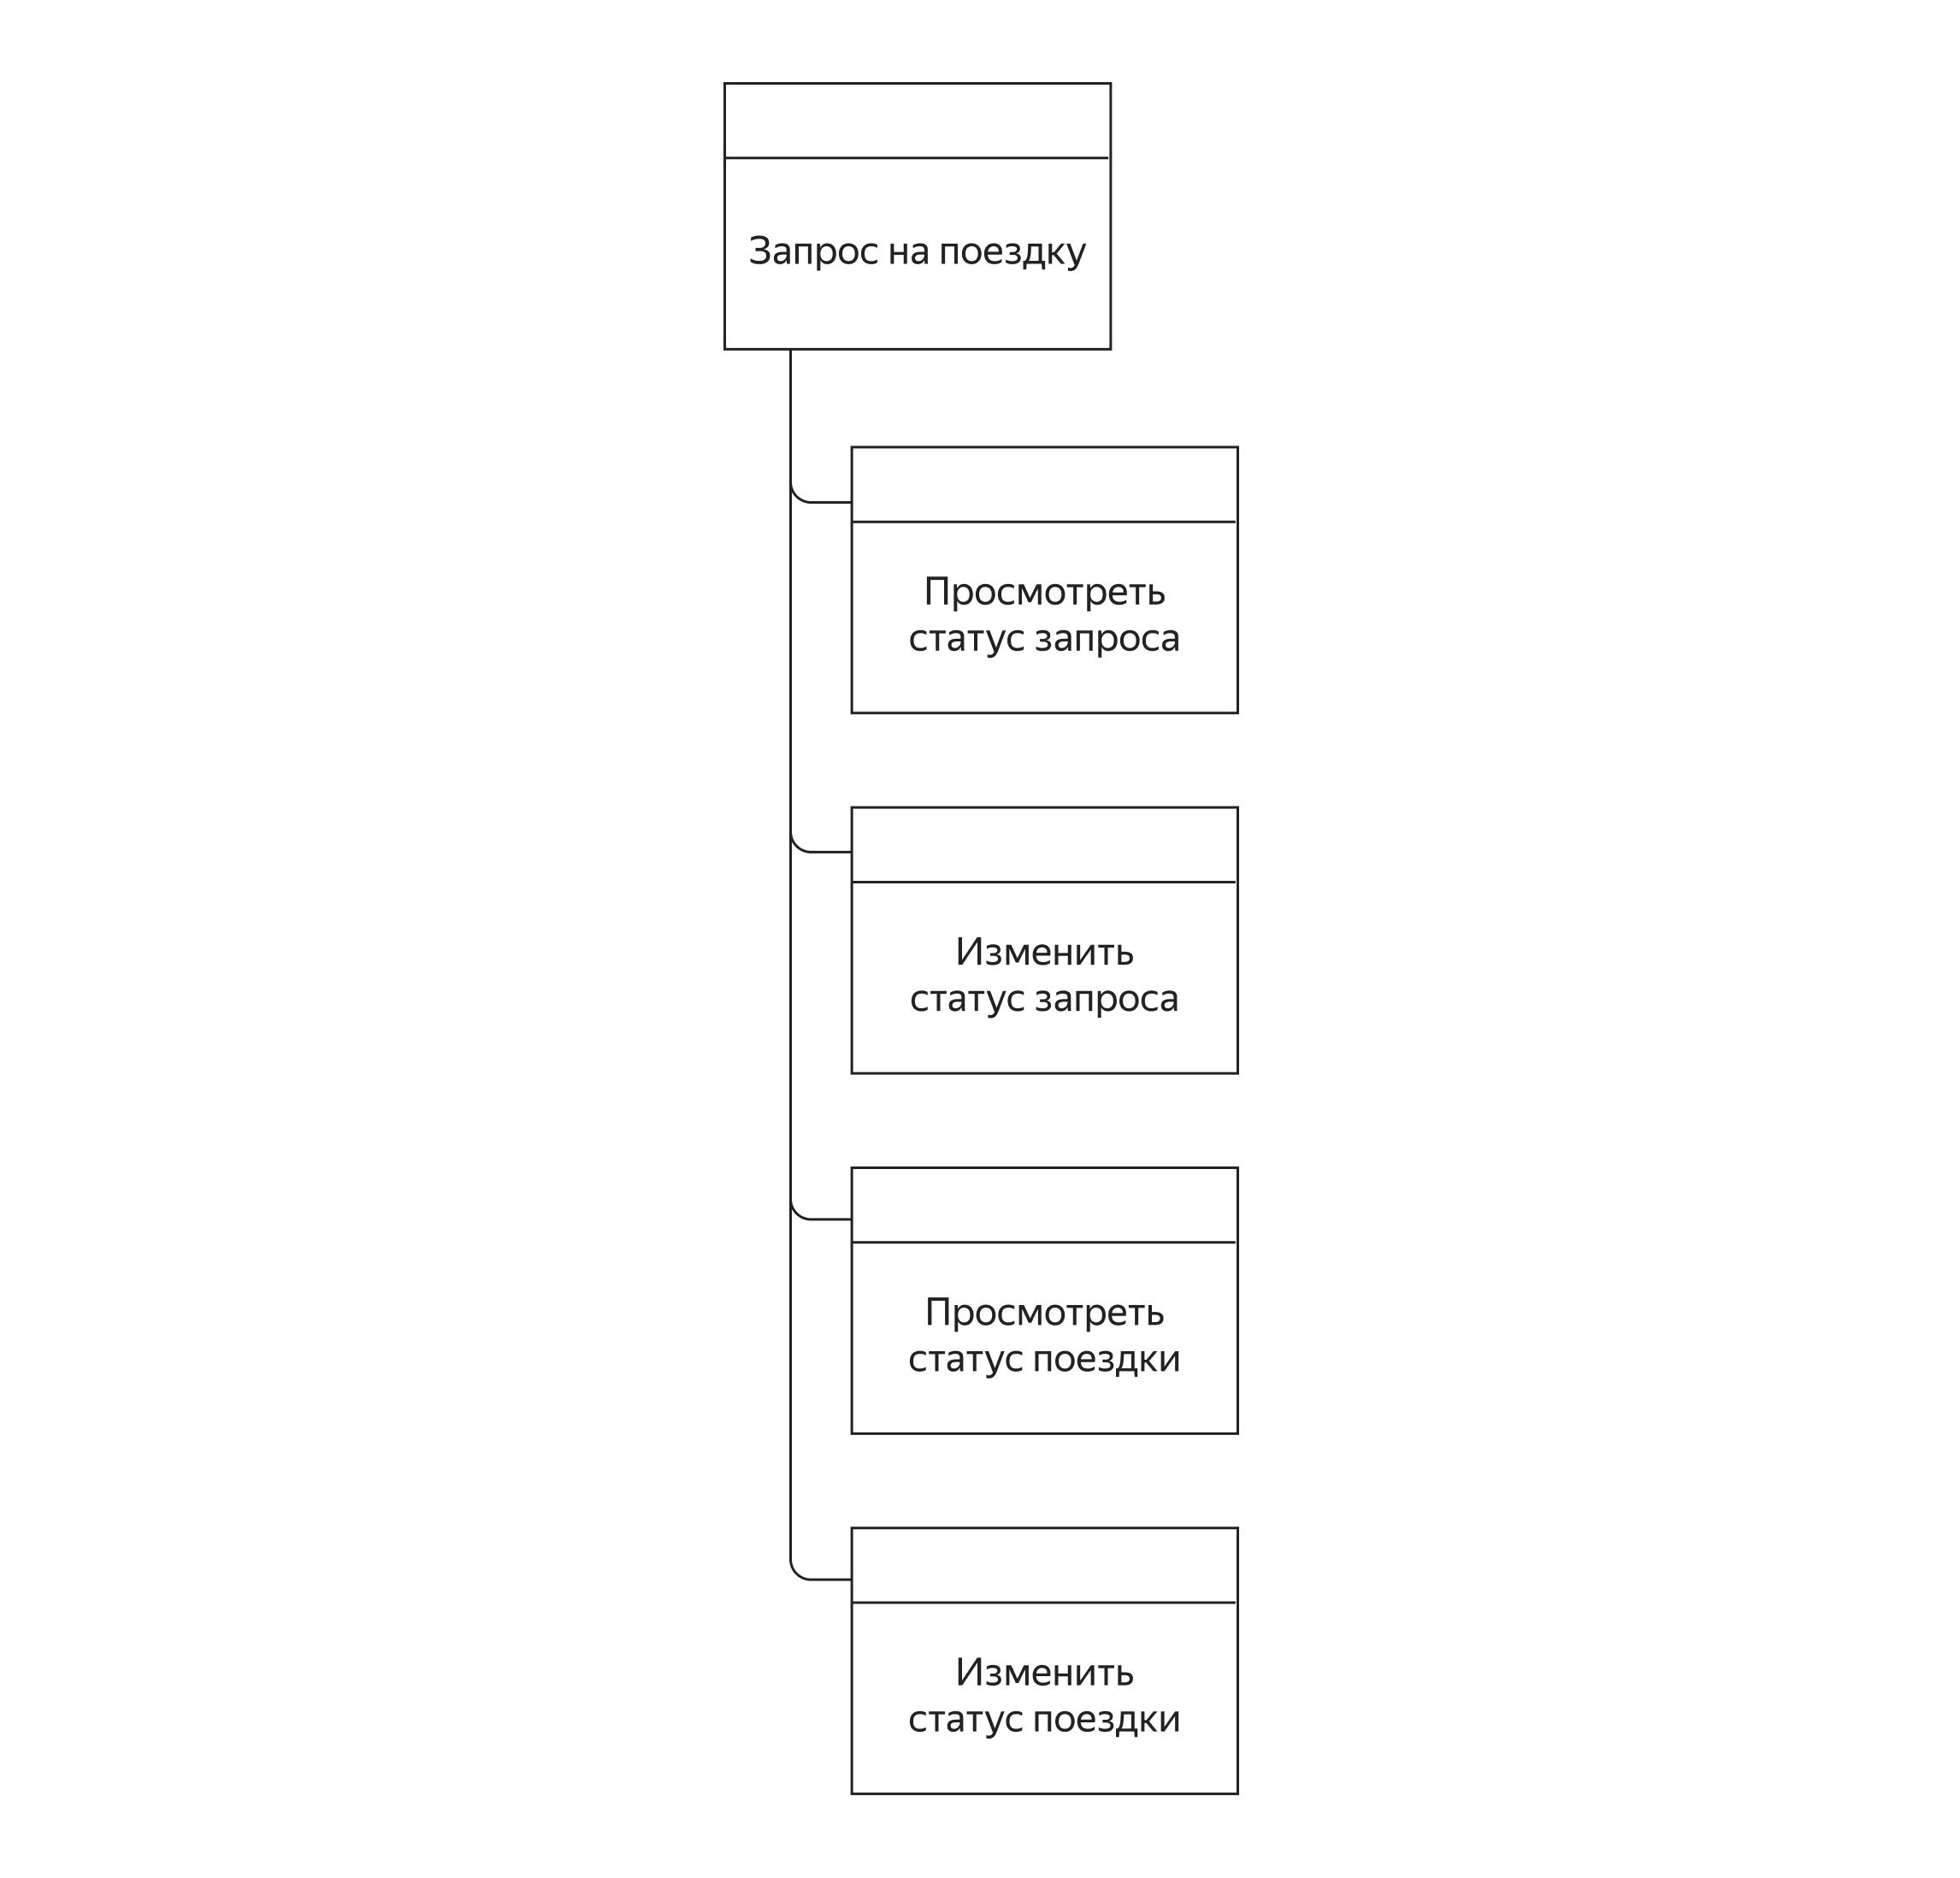 Запрос на поездку
Просмотреть
статус запроса
Изменить
статус запроса
Просмотреть
статус поездки
Изменить
статус поездки